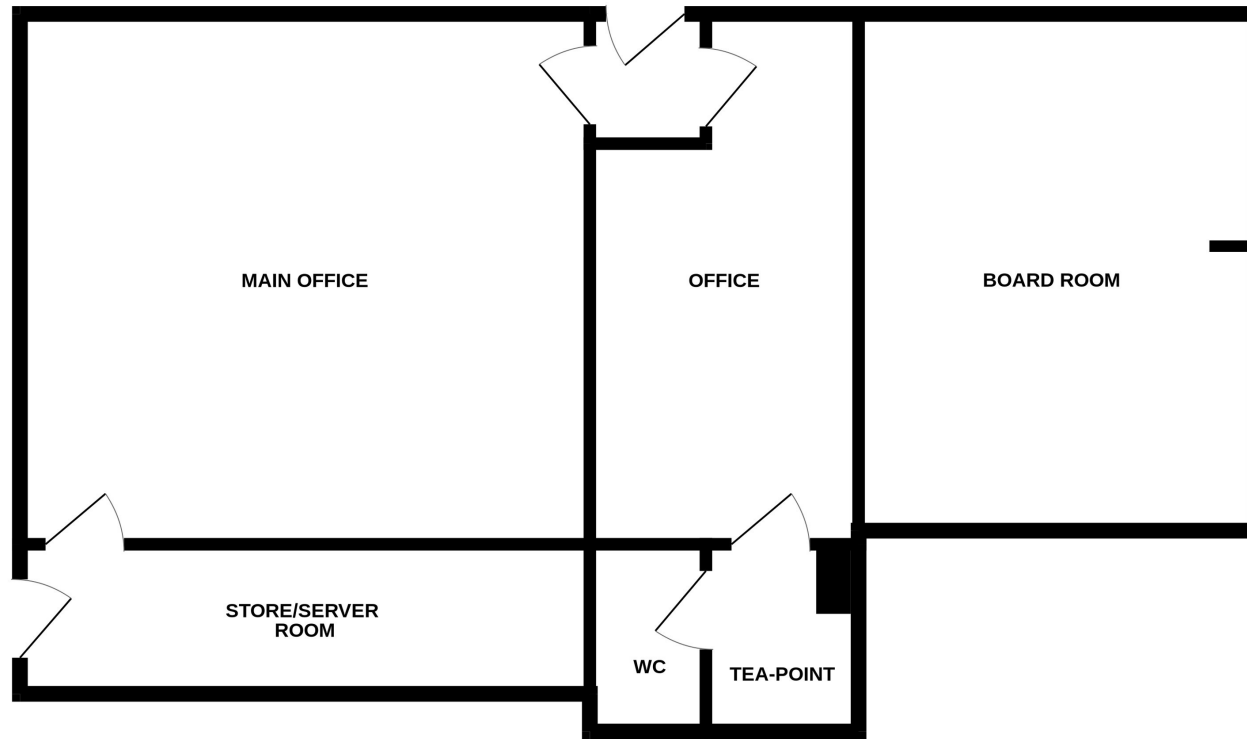 MAIN OFFICE
OFFICE
BOARD ROOM
STORE/SERVER
ROOM
WC
TEA-POINT